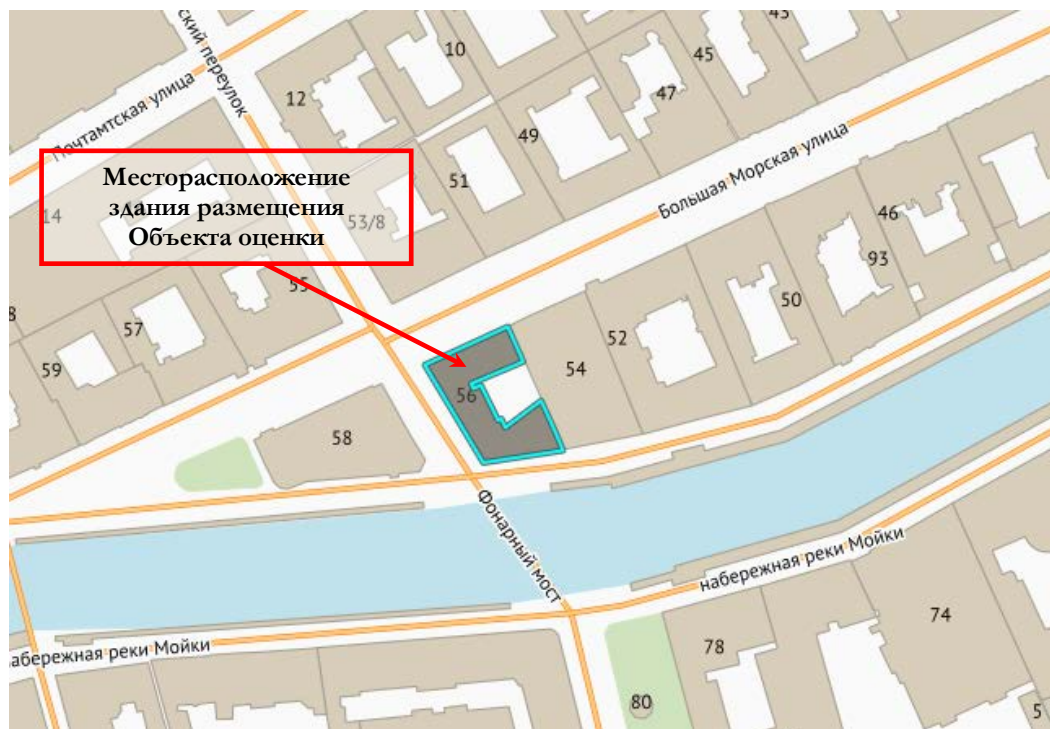 43
10
45
ский переулок
12
47
Почтамтская улица
49
Большая Морская улица
51
Месторасположение
здания размещения
Объекта оценки
14
53/8
46
93
55
50
8
57
52
59
54
56
58
Фонарный мост
набережная реки Мойки
74
абережная реки Мойки
78
80
5